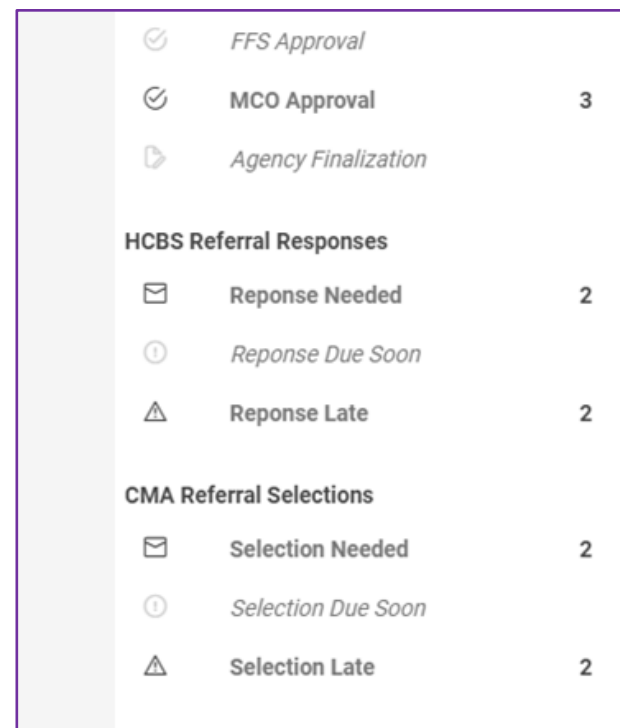 FFS Approval
MCO Approval 3
Agency Finalization
HCBS Referral Responses
Reponse Needed 2
Reponse Due Soon
Reponse Late 2
CMA Referral Selections
Selection Needed 2
Selection Due Soon
Selection Late 2